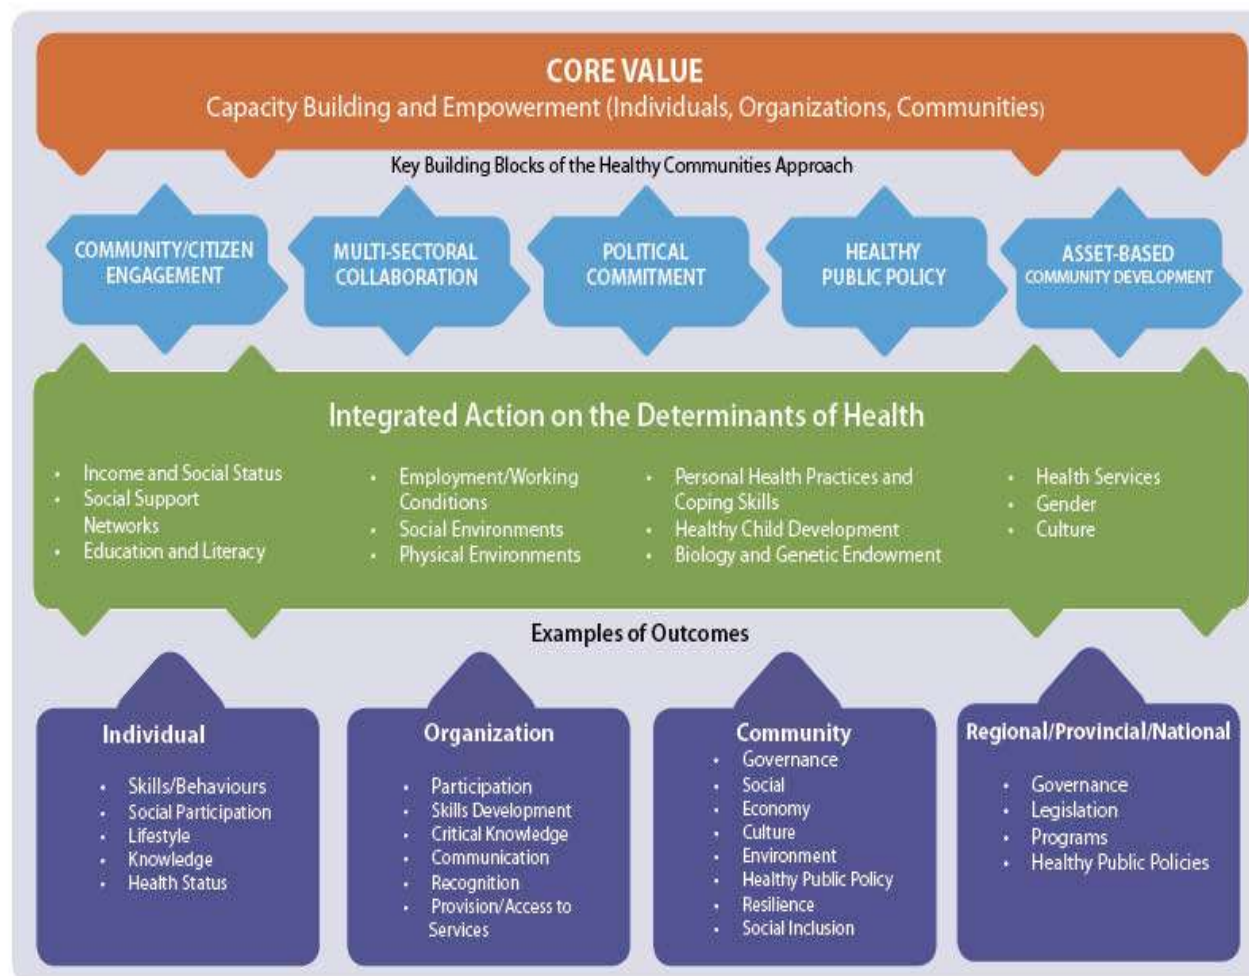 CORE VALUE
Capacity Building and Empowerment (Individuals, Organizations, Communities)
Key Building Blocks of the Healthy Communities Approach
COMMUNITY/CITIZEN
ENGAGEMENT
MULTI-SECTORAL
COLLABORATION
POLITICAL
COMMITMENT
HEALTHY
PUBLIC POLICY
ASSET-BASED
COMMUNITY DEVELOPMENT
Integrated Action on the Determinants of Health
• Income and Social Status
• Social Support
Networks
• Education and Literacy
• Employment/Working
Conditions
• Social Environments
• Physical Environments
• Personal Health Practices and
Coping Skills
• Healthy Child Development
• Biology and Genetic Endowment
• Health Services
• Gender
• Culture
Examples of Outcomes
Individual
• Skills/Behaviours
• Social Participation
• Lifestyle
• Knowledge
• Health Status
Organization
• Participation
• Skills Development
• Critical Knowledge
• Communication
• Recognition
• Provision/Access to
Services
Community
• Governance
• Social
• Economy
• Culture
• Environment
• Healthy Public Policy
• Resilience
• Social Inclusion
Regional/Provincial/National
• Governance
• Legislation
• Programs
• Healthy Public Policies